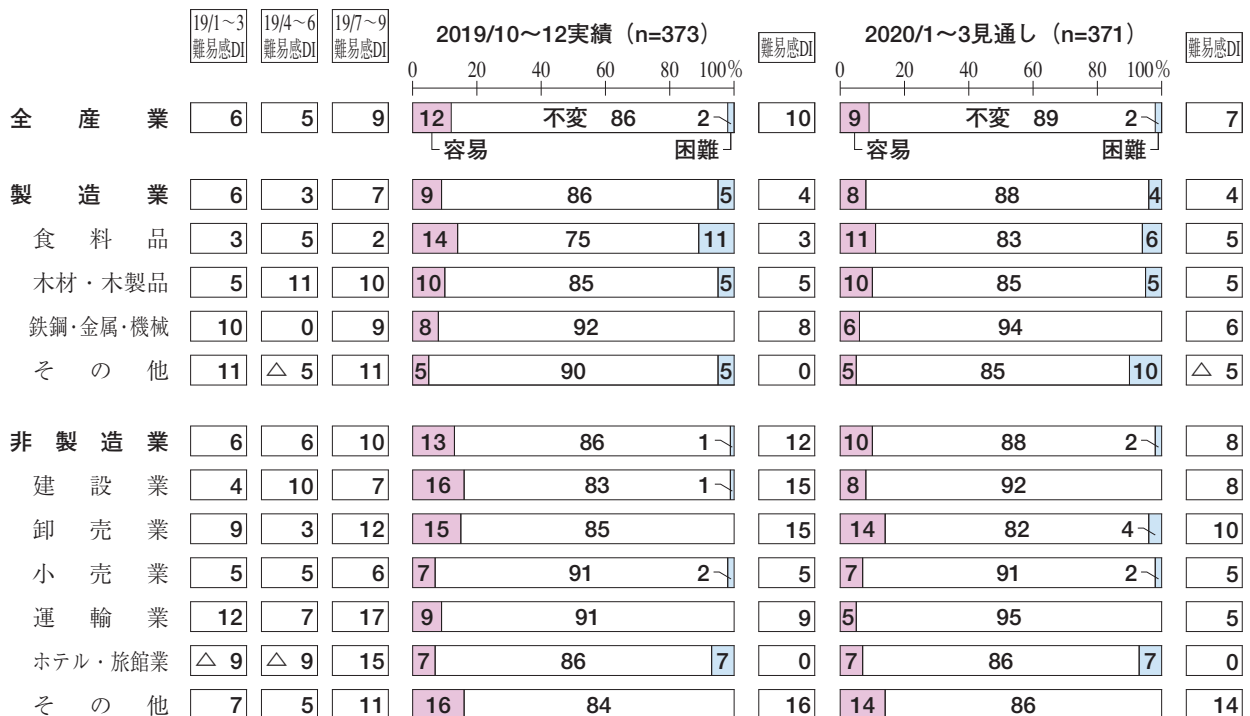 19/1～3 難易感DI 19/4～6 難易感DI 19/7～9 難易感DI 2019/10～12実績（n=373） 難易感DI 2020/1～3見通し（n=371） 難易感DI
0 20 40 60 80 100% 0 20 40 60 80 100%
全産業 6 5 9 12 不変 86 2 10 9 不変 89 2 7
容易 困難 容易 困難
製造業 6 3 7 9 86 5 4 8 88 4 4
食料品 3 5 2 14 75 11 3 11 83 6 5
木材・木製品 5 11 10 10 85 5 5 10 85 5 5
鉄鋼・金属・機械 10 0 9 8 92 8 6 94 6
その他 11 △ 5 11 5 90 5 0 5 85 10 △ 5
非製造業 6 6 10 13 86 1 12 10 88 2 8
建設業 4 10 7 16 83 1 15 8 92 8
卸売業 9 3 12 15 85 15 14 82 4 10
小売業 5 5 6 7 91 2 5 7 91 2 5
運輸業 12 7 17 9 91 9 5 95 5
ホテル・旅館業 △ 9 △ 9 15 7 86 7 0 7 86 7 0
その他 7 5 11 16 84 16 14 86 14